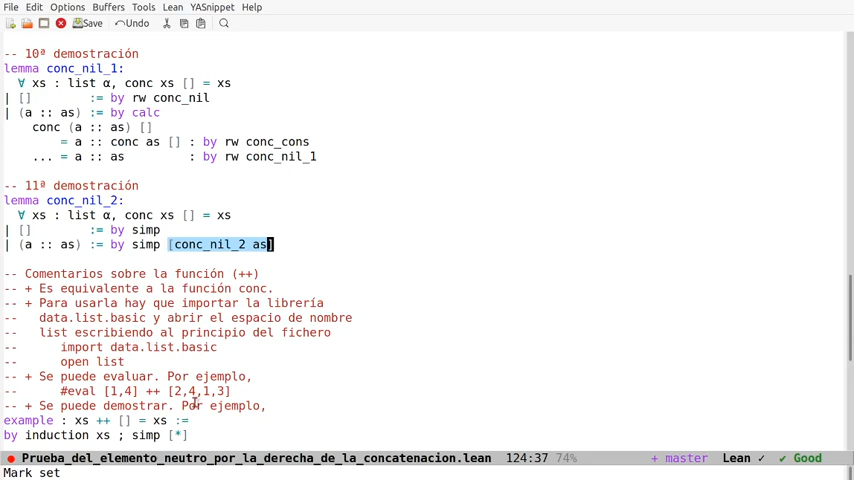 File Edit Options Buffers Tools Lean YASnippet Help
Save Undo
-- 10ª demostración
lemma conc_nil_1:
  ∀ xs : list α, conc xs [] = xs
| []        := by rw conc_nil
| (a :: as) := by calc
    conc (a :: as) []
        = a :: conc as [] : by rw conc_cons
    ... = a :: as         : by rw conc_nil_1
-- 11ª demostración
lemma conc_nil_2:
  ∀ xs : list α, conc xs [] = xs
| []        := by simp
| (a :: as) := by simp [conc_nil_2 as]
-- Comentarios sobre la función (++)
-- + Es equivalente a la función conc.
-- + Para usarla hay que importar la librería
--   data.list.basic y abrir el espacio de nombre
--   list escribiendo al principio del fichero
--      import data.list.basic
--      open list
-- + Se puede evaluar. Por ejemplo,
--      #eval [1,4] ++ [2,4,1,3]
-- + Se puede demostrar. Por ejemplo,
example : xs ++ [] = xs :=
by induction xs ; simp [*]
Prueba_del_elemento_neutro_por_la_derecha_de_la_concatenacion.lean 124:37 74% + master Lean ✓ ✔ Good
Mark set